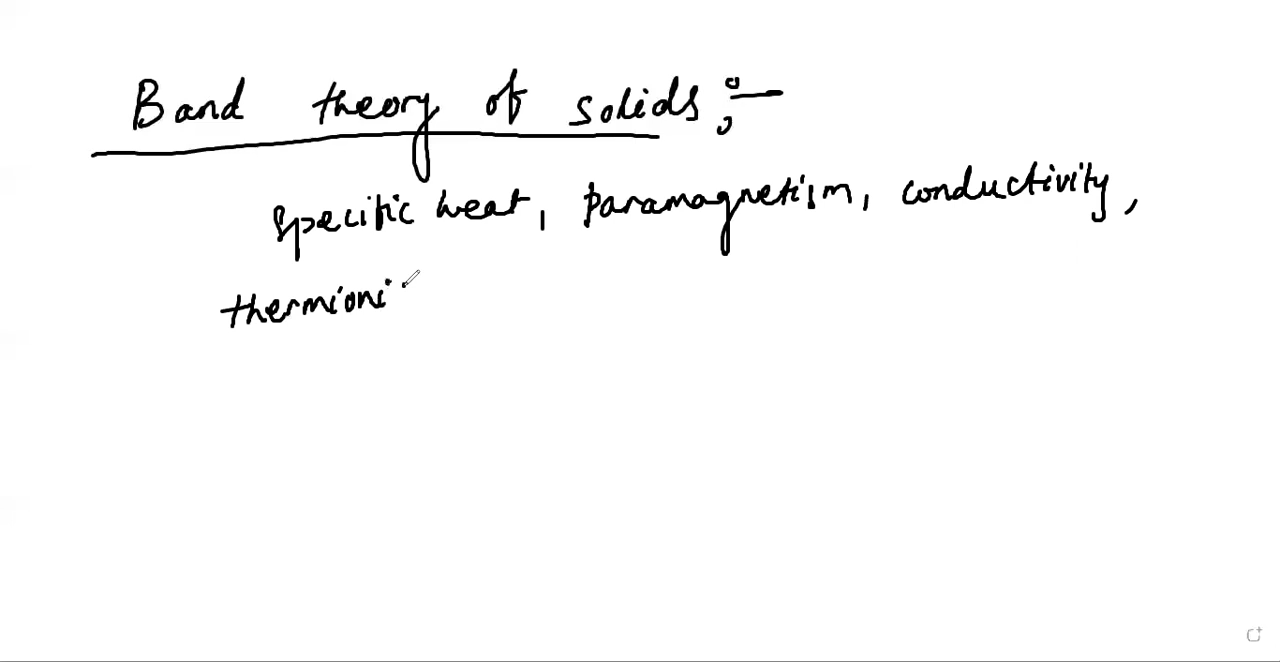 Band theory of solids :-
specific heat, paramagnetism, conductivity,
thermioni